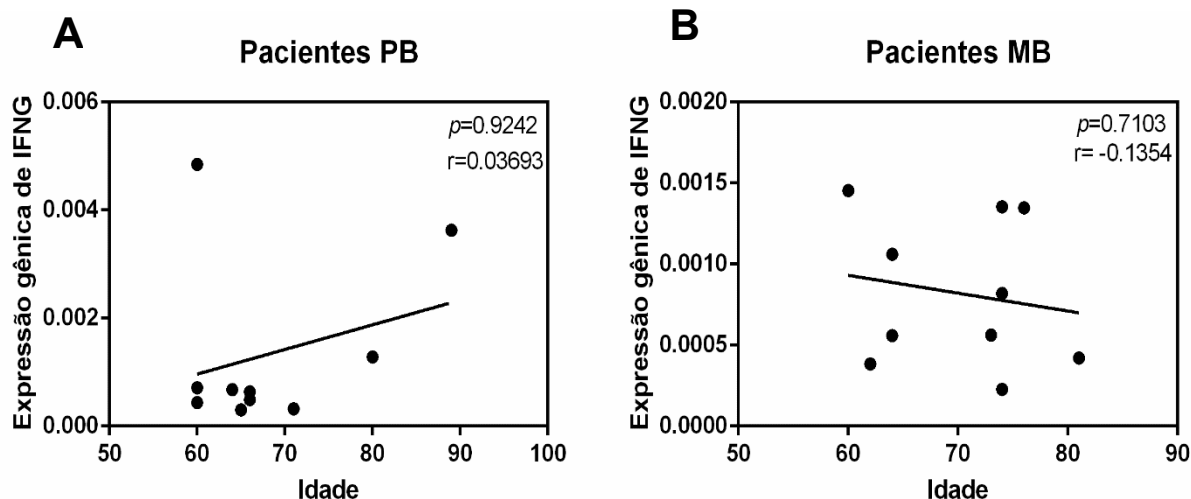 A
Pacientes PB
Expressão gênica de IFNG
0.006
0.004
0.002
0.000
p=0.9242
r=0.03693
50
60
70
80
90
100
Idade
B
Pacientes MB
Expressão gênica de IFNG
0.0020
0.0015
0.0010
0.0005
0.0000
p=0.7103
r= -0.1354
50
60
70
80
90
Idade